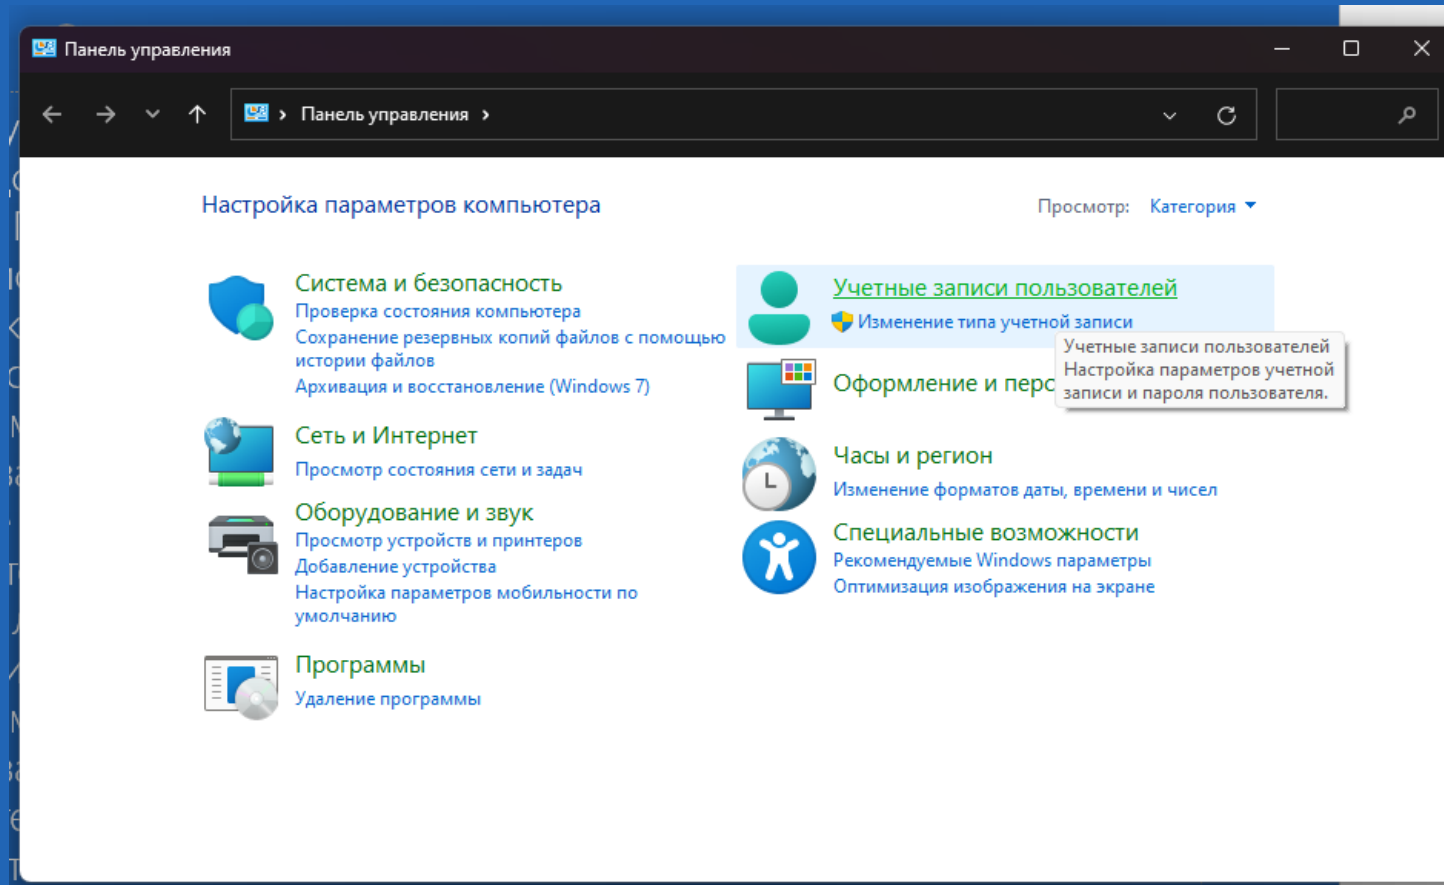 Панель управления
Панель управления
Настройка параметров компьютера
Просмотр: Категория
Система и безопасность
Проверка состояния компьютера
Сохранение резервных копий файлов с помощью
истории файлов
Архивация и восстановление (Windows 7)
Сеть и Интернет
Просмотр состояния сети и задач
Оборудование и звук
Просмотр устройств и принтеров
Добавление устройства
Настройка параметров мобильности по
умолчанию
Программы
Удаление программы
Учетные записи пользователей
Изменение типа учетной записи
Учетные записи пользователей
Настройка параметров учетной
записи и пароля пользователя.
Оформление и перс
Часы и регион
Изменение форматов даты, времени и чисел
Специальные возможности
Рекомендуемые Windows параметры
Оптимизация изображения на экране